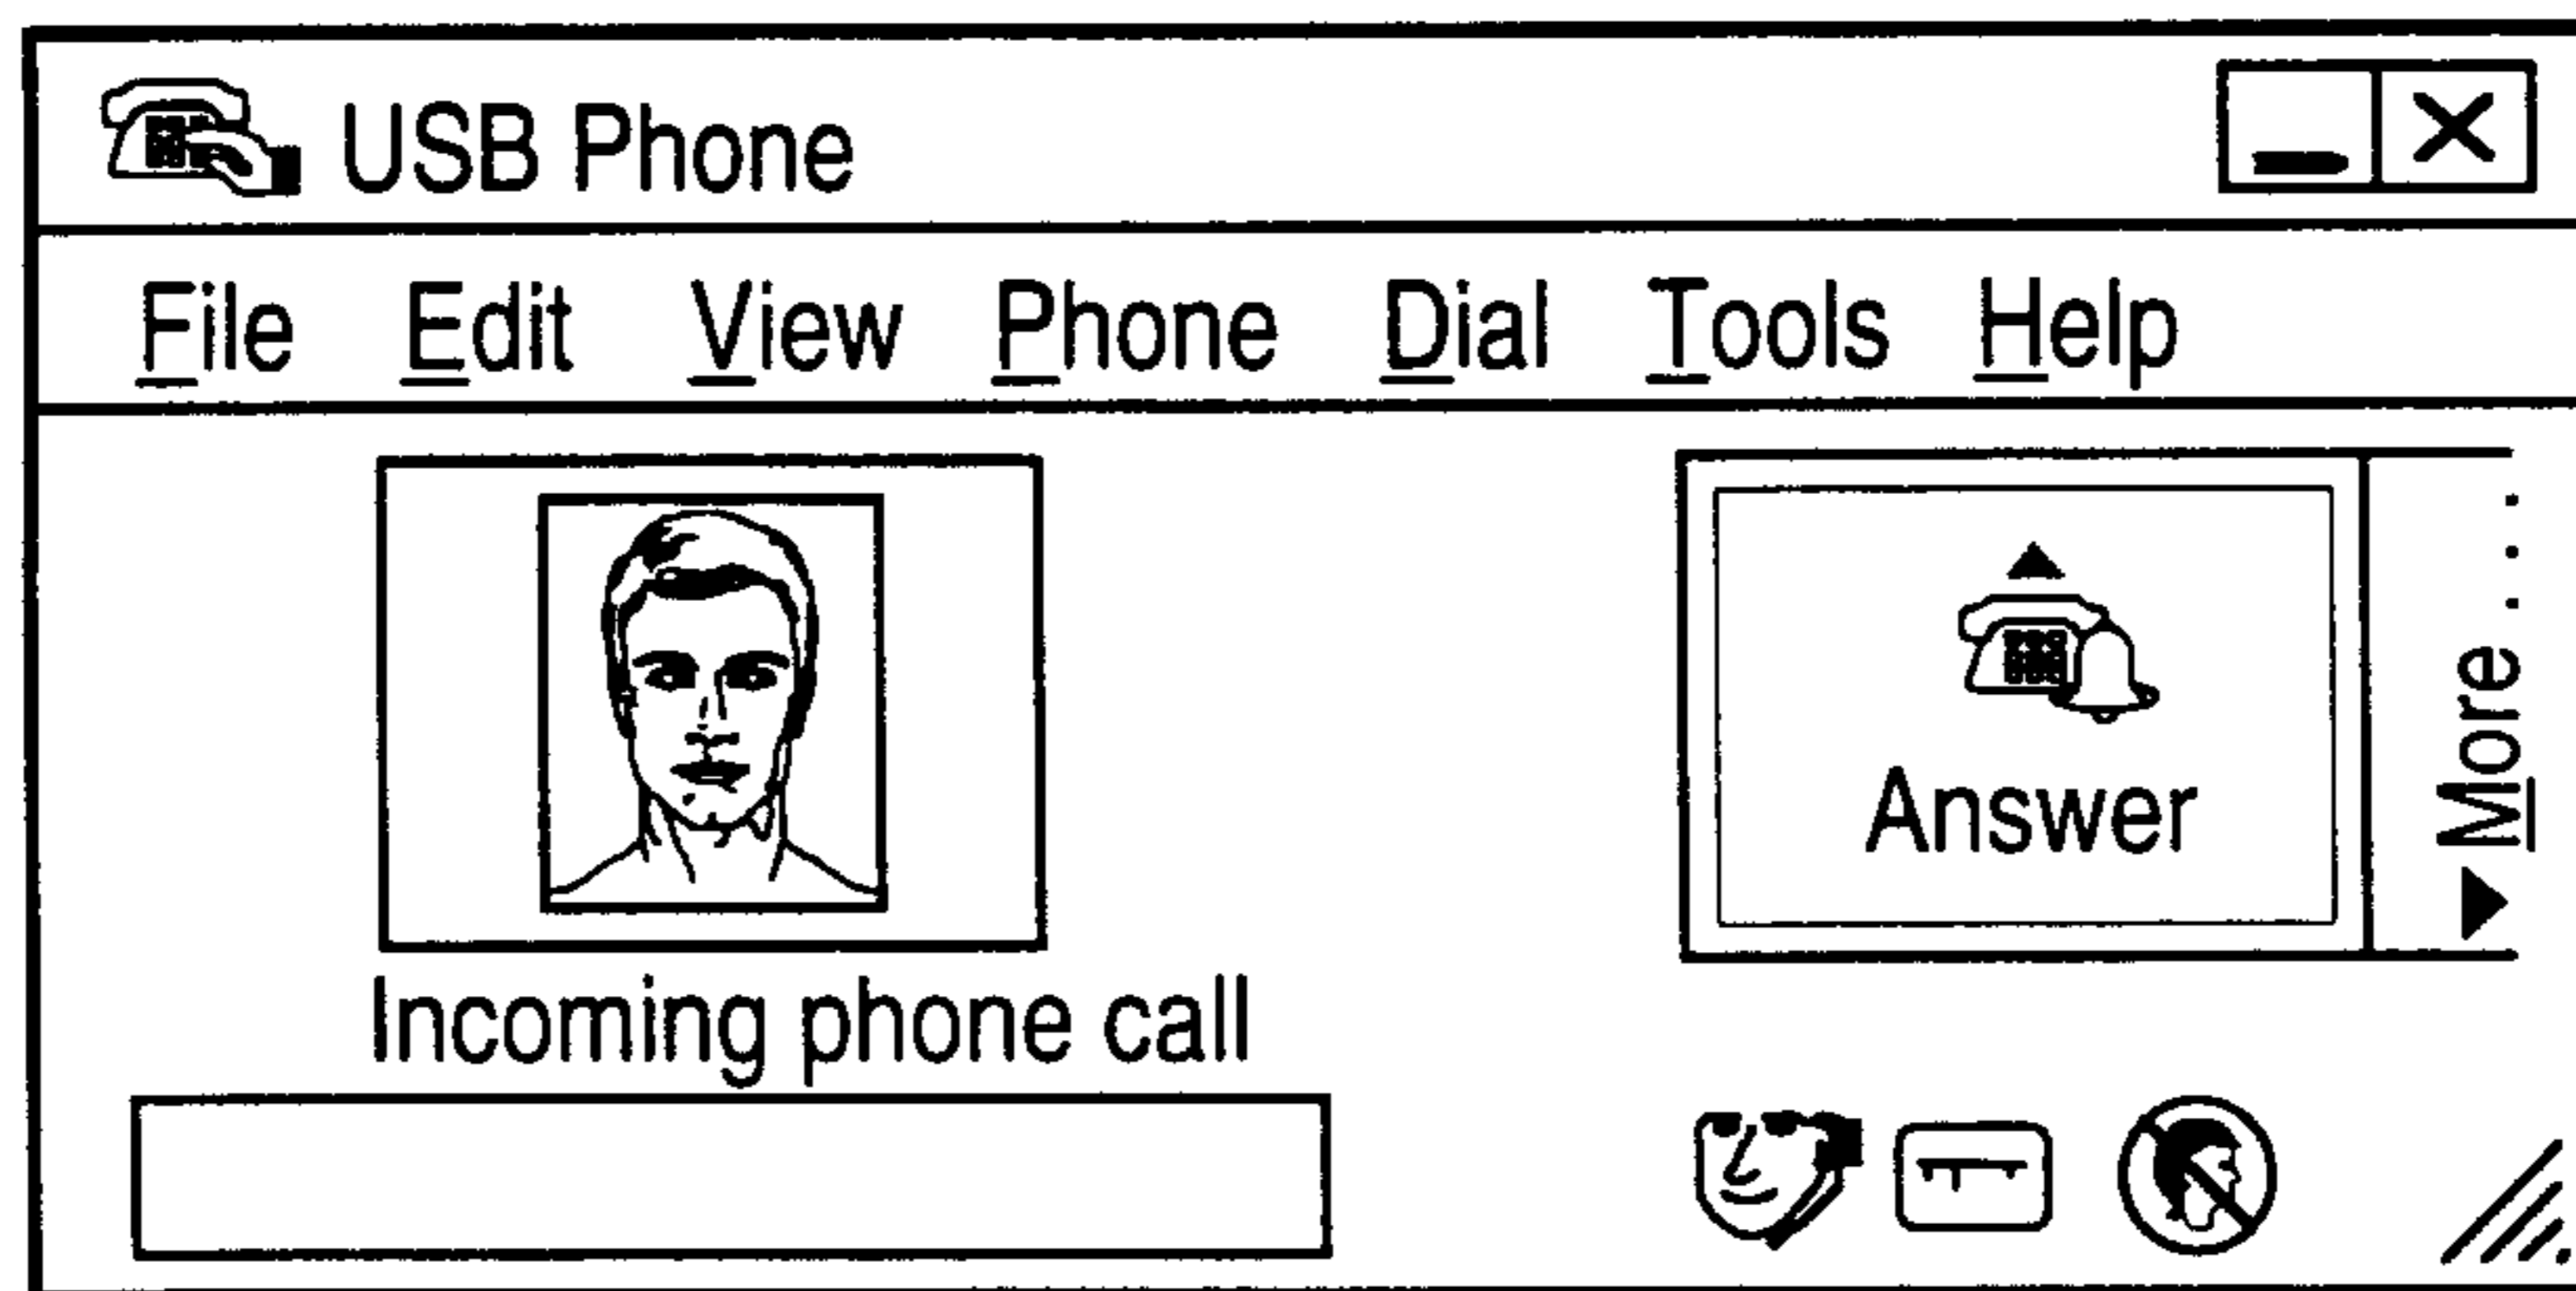 USB Phone
File Edit View Phone Dial Tools Help
Answer
More ...
Incoming phone call